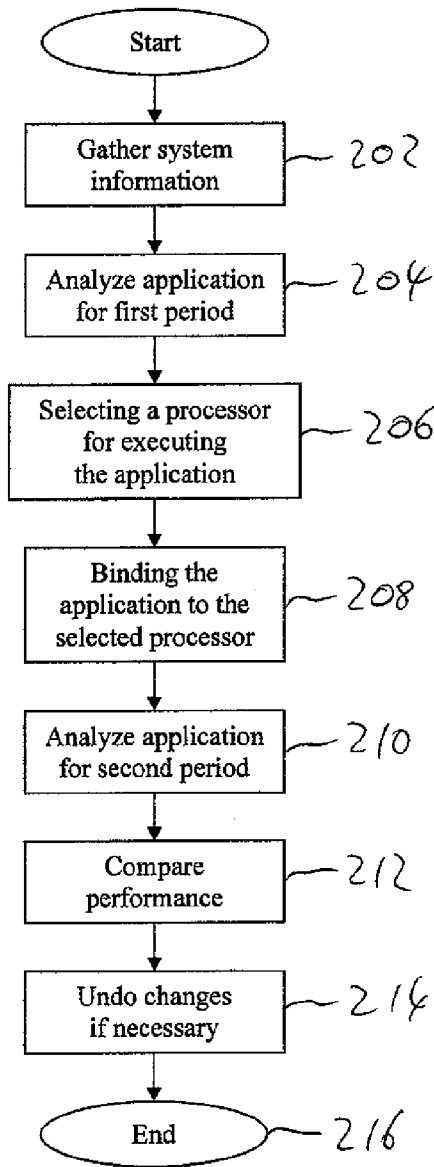 Start
Gather system
information
202
Analyze application
for first period
204
Selecting a processor
for executing
the application
206
Binding the
application to the
selected processor
208
Analyze application
for second period
210
Compare
performance
212
Undo changes
if necessary
214
End
216